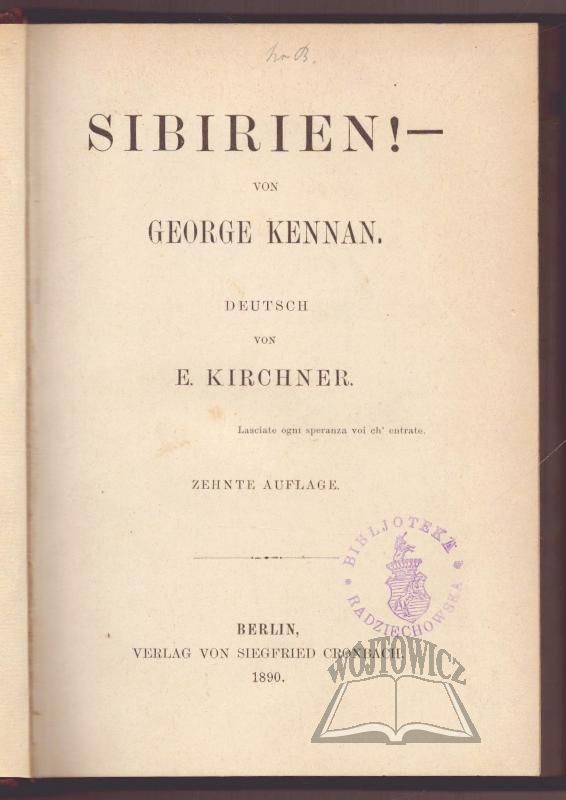 SIBIRIEN!—
VON
GEORGE KENNAN.
DEUTSCH
VON
E. KIRCHNER.
Lasciate ogni speranza voi ch' entrate.
ZEHNTE AUFLAGE.
BIBLJOTEKA
RADZIECHOWSKA
BERLIN,
VERLAG VON SIEGFRIED CRONBACH.
1890.
WÓJTOWICZ